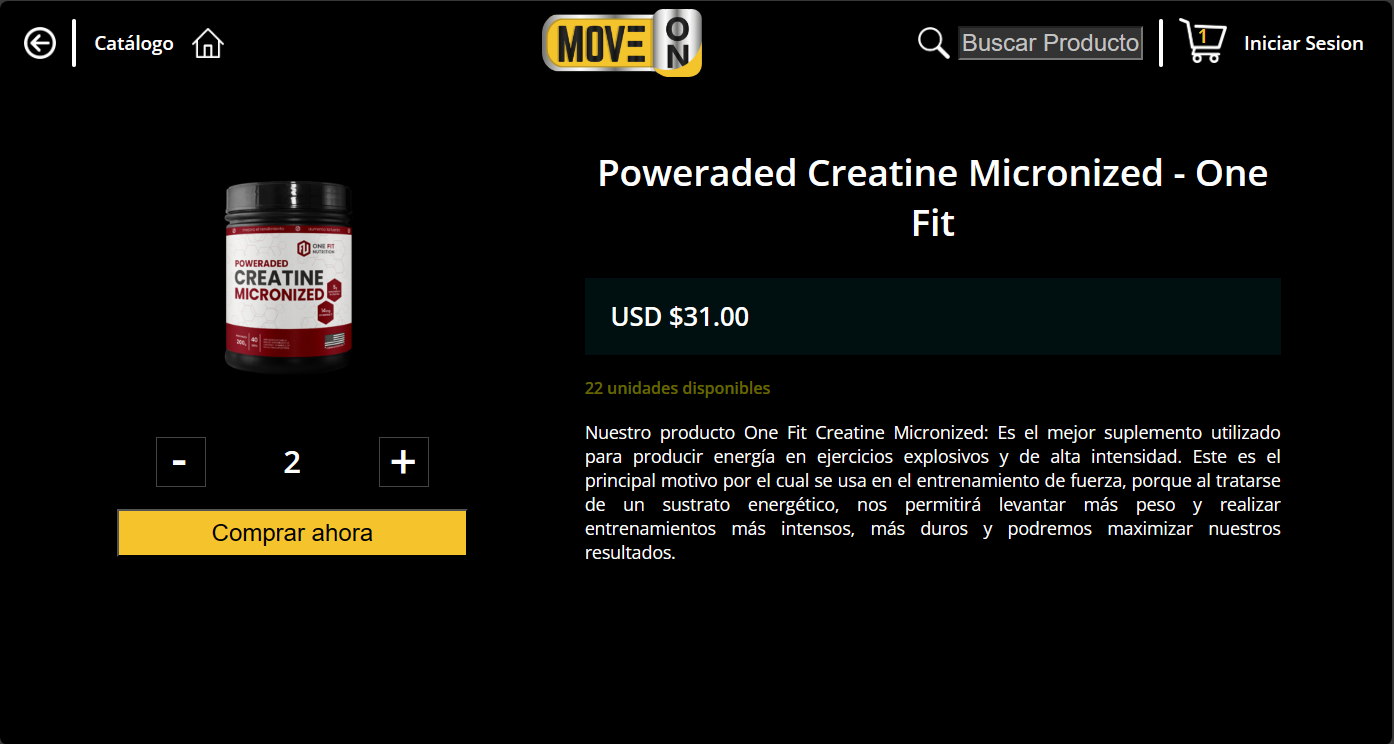 Catálogo
MOVE ON
Buscar Producto
1
Iniciar Sesion
Poweraded Creatine Micronized - One
Fit
ONE FIT
NUTRITION
POWERADED
CREATINE
MICRONIZED
USD $31.00
22 unidades disponibles
Nuestro producto One Fit Creatine Micronized: Es el mejor suplemento utilizado
para producir energía en ejercicios explosivos y de alta intensidad. Este es el
principal motivo por el cual se usa en el entrenamiento de fuerza, porque al tratarse
de un sustrato energético, nos permitirá levantar más peso y realizar
entrenamientos más intensos, más duros y podremos maximizar nuestros
resultados.
- 2 +
Comprar ahora